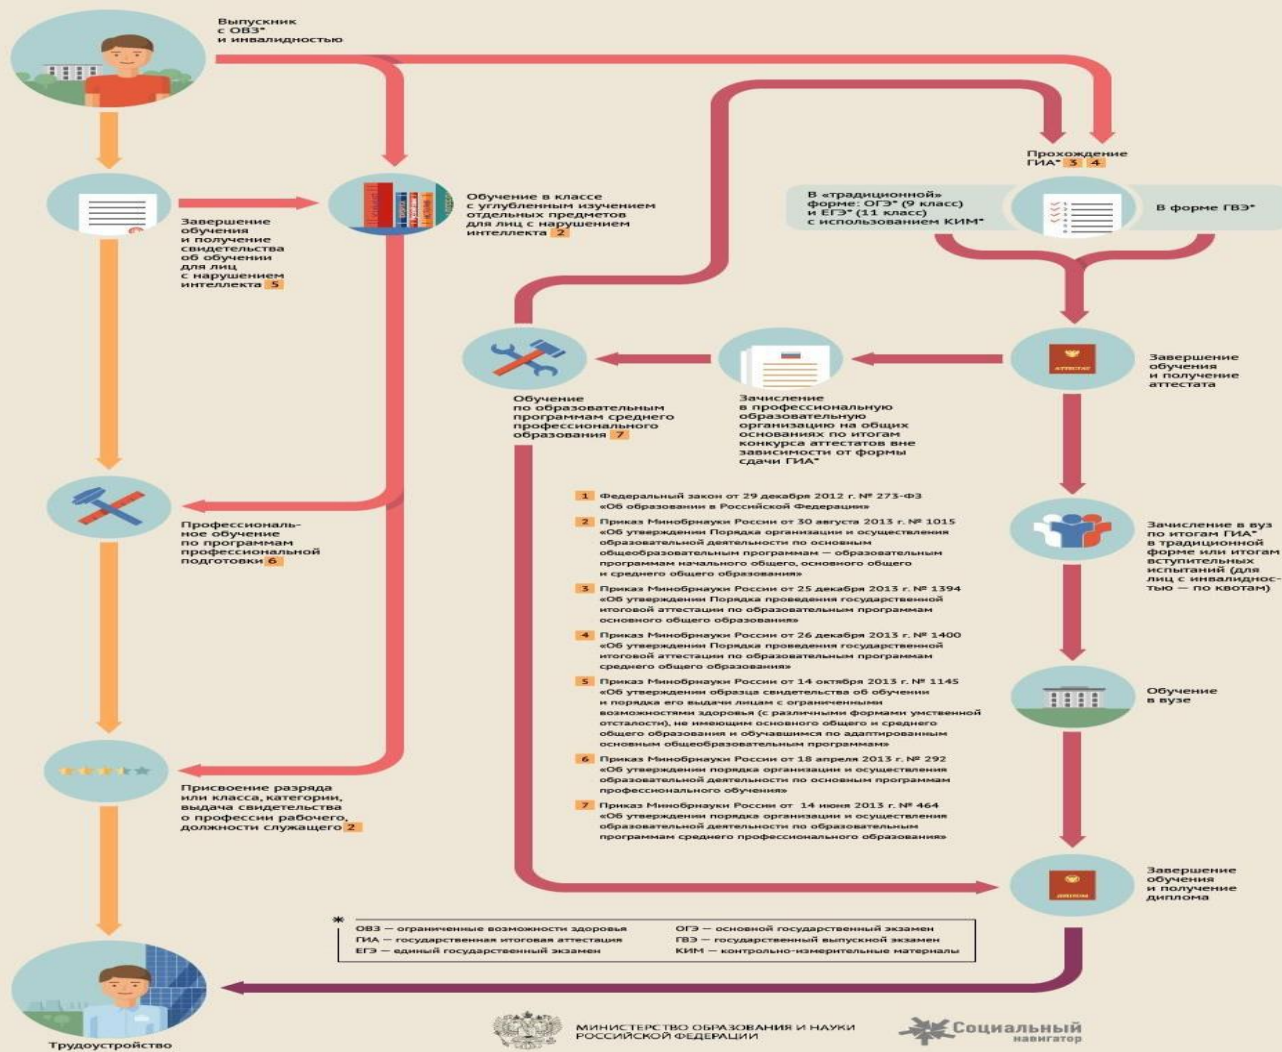 Выпускник
с ОВЗ*
и инвалидностью
Прохождение
ГИА* 3 4
В «традиционной»
форме: ОГЭ* (9 класс)
и ЕГЭ* (11 класс)
с использованием КИМ*
В форме ГВЭ*
Завершение
обучения
и получение
свидетельства
об обучении
для лиц
с нарушением
интеллекта 5
Обучение в классе
с углубленным изучением
отдельных предметов
для лиц с нарушением
интеллекта 2
Обучение
по образовательным
программам среднего
профессионального
образования 7
Зачисление
в профессиональную
образовательную
организацию на общих
основаниях по итогам
конкурса аттестатов вне
зависимости от формы
сдачи ГИА*
АТТЕСТАТ
Завершение
обучения
и получение
аттестата
Профессиональ-
ное обучение
по программам
профессиональной
подготовки 6
1 Федеральный закон от 29 декабря 2012 г. № 273-ФЗ
«Об образовании в Российской Федерации»
2 Приказ Минобрнауки России от 30 августа 2013 г. № 1015
«Об утверждении Порядка организации и осуществления
образовательной деятельности по основным
общеобразовательным программам — образовательным
программам начального общего, основного общего
и среднего общего образования»
3 Приказ Минобрнауки России от 25 декабря 2013 г. № 1394
«Об утверждении Порядка проведения государственной
итоговой аттестации по образовательным программам
основного общего образования»
4 Приказ Минобрнауки России от 26 декабря 2013 г. № 1400
«Об утверждении Порядка проведения государственной
итоговой аттестации по образовательным программам
среднего общего образования»
5 Приказ Минобрнауки России от 14 октября 2013 г. № 1145
«Об утверждении образца свидетельства об обучении
и порядка его выдачи лицам с ограниченными
возможностями здоровья (с различными формами умственной
отсталости), не имеющим основного общего и среднего
общего образования и обучавшимся по адаптированным
основным общеобразовательным программам»
6 Приказ Минобрнауки России от 18 апреля 2013 г. № 292
«Об утверждении порядка организации и осуществления
образовательной деятельности по основным программам
профессионального обучения»
7 Приказ Минобрнауки России от 14 июня 2013 г. № 464
«Об утверждении порядка организации и осуществления
образовательной деятельности по образовательным
программам среднего профессионального образования»
Зачисление в вуз
по итогам ГИА*
в традиционной
форме или итогам
вступительных
испытаний (для
лиц с инвалиднос-
тью — по квотам)
Обучение
в вузе
Присвоение разряда
или класса, категории,
выдача свидетельства
о профессии рабочего,
должности служащего 2
ДИПЛОМ
Завершение
обучения
и получение
диплома
*
ОВЗ — ограниченные возможности здоровья
ГИА — государственная итоговая аттестация
ЕГЭ — единый государственный экзамен
ОГЭ — основной государственный экзамен
ГВЭ — государственный выпускной экзамен
КИМ — контрольно-измерительные материалы
Трудоустройство
МИНИСТЕРСТВО ОБРАЗОВАНИЯ И НАУКИ
РОССИЙСКОЙ ФЕДЕРАЦИИ
Социальный
навигатор